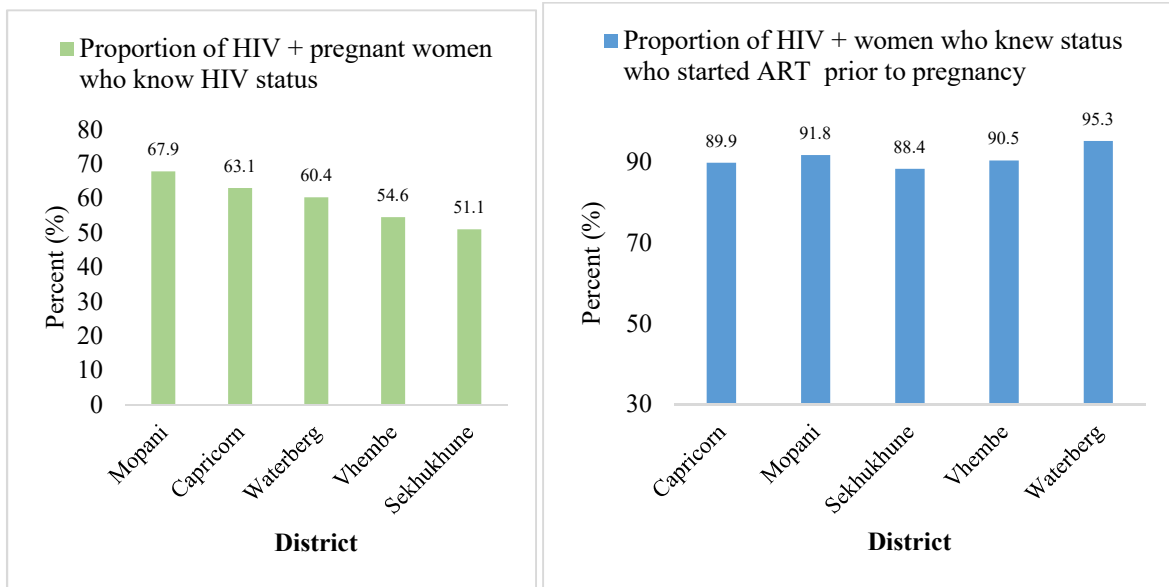 Proportion of HIV + pregnant women
who know HIV status
80
70
60
50
40
30
20
10
0
Percent (%)
67.9
63.1
60.4
54.6
51.1
Mopani
Capricorn
Waterberg
Vhembe
Sekhukhune
District
Proportion of HIV + women who knew status
who started ART prior to pregnancy
90
70
50
30
Percent (%)
89.9
91.8
88.4
90.5
95.3
Capricorn
Mopani
Sekhukhune
Vhembe
Waterberg
District